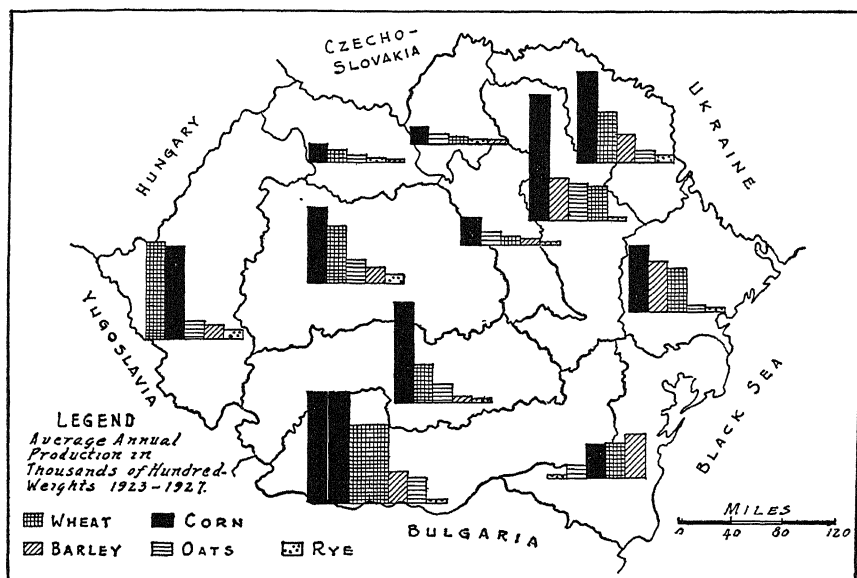 CZECHO-
SLOVAKIA
HUNGARY
UKRAINE
YUGOSLAVIA
BLACK SEA
BULGARIA
LEGEND
Average Annual
Production in
Thousands of Hundred-
Weights 1923-1927.
WHEAT
CORN
BARLEY
OATS
RYE
MILES
0 40 80 120